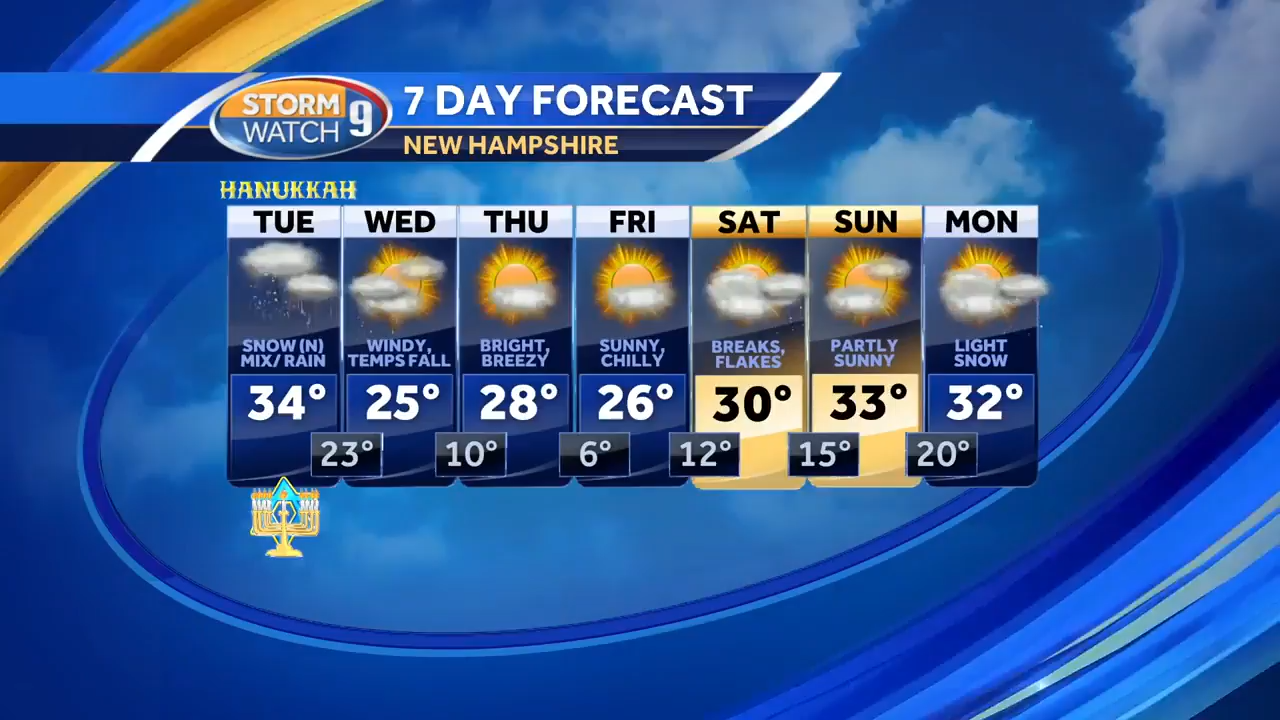 STORM
WATCH 9
7 DAY FORECAST
NEW HAMPSHIRE
HANUKKAH
TUE WED THU FRI SAT SUN MON
SNOW (N) WINDY, BRIGHT, SUNNY, BREAKS, PARTLY LIGHT
MIX/ RAIN TEMPS FALL BREEZY CHILLY FLAKES SUNNY SNOW
34° 25° 28° 26° 30° 33° 32°
23° 10° 6° 12° 15° 20°